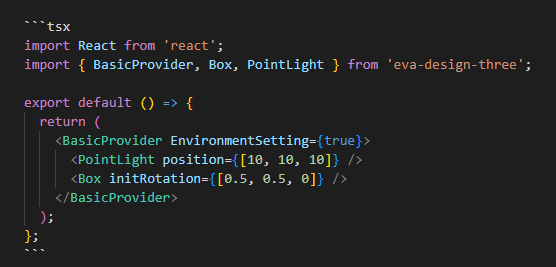 ```tsx
import React from 'react';
import { BasicProvider, Box, PointLight } from 'eva-design-three';

export default () => {
  return (
    <BasicProvider EnvironmentSetting={true}>
      <PointLight position={[10, 10, 10]} />
      <Box initRotation={[0.5, 0.5, 0]} />
    </BasicProvider>
  );
};
```